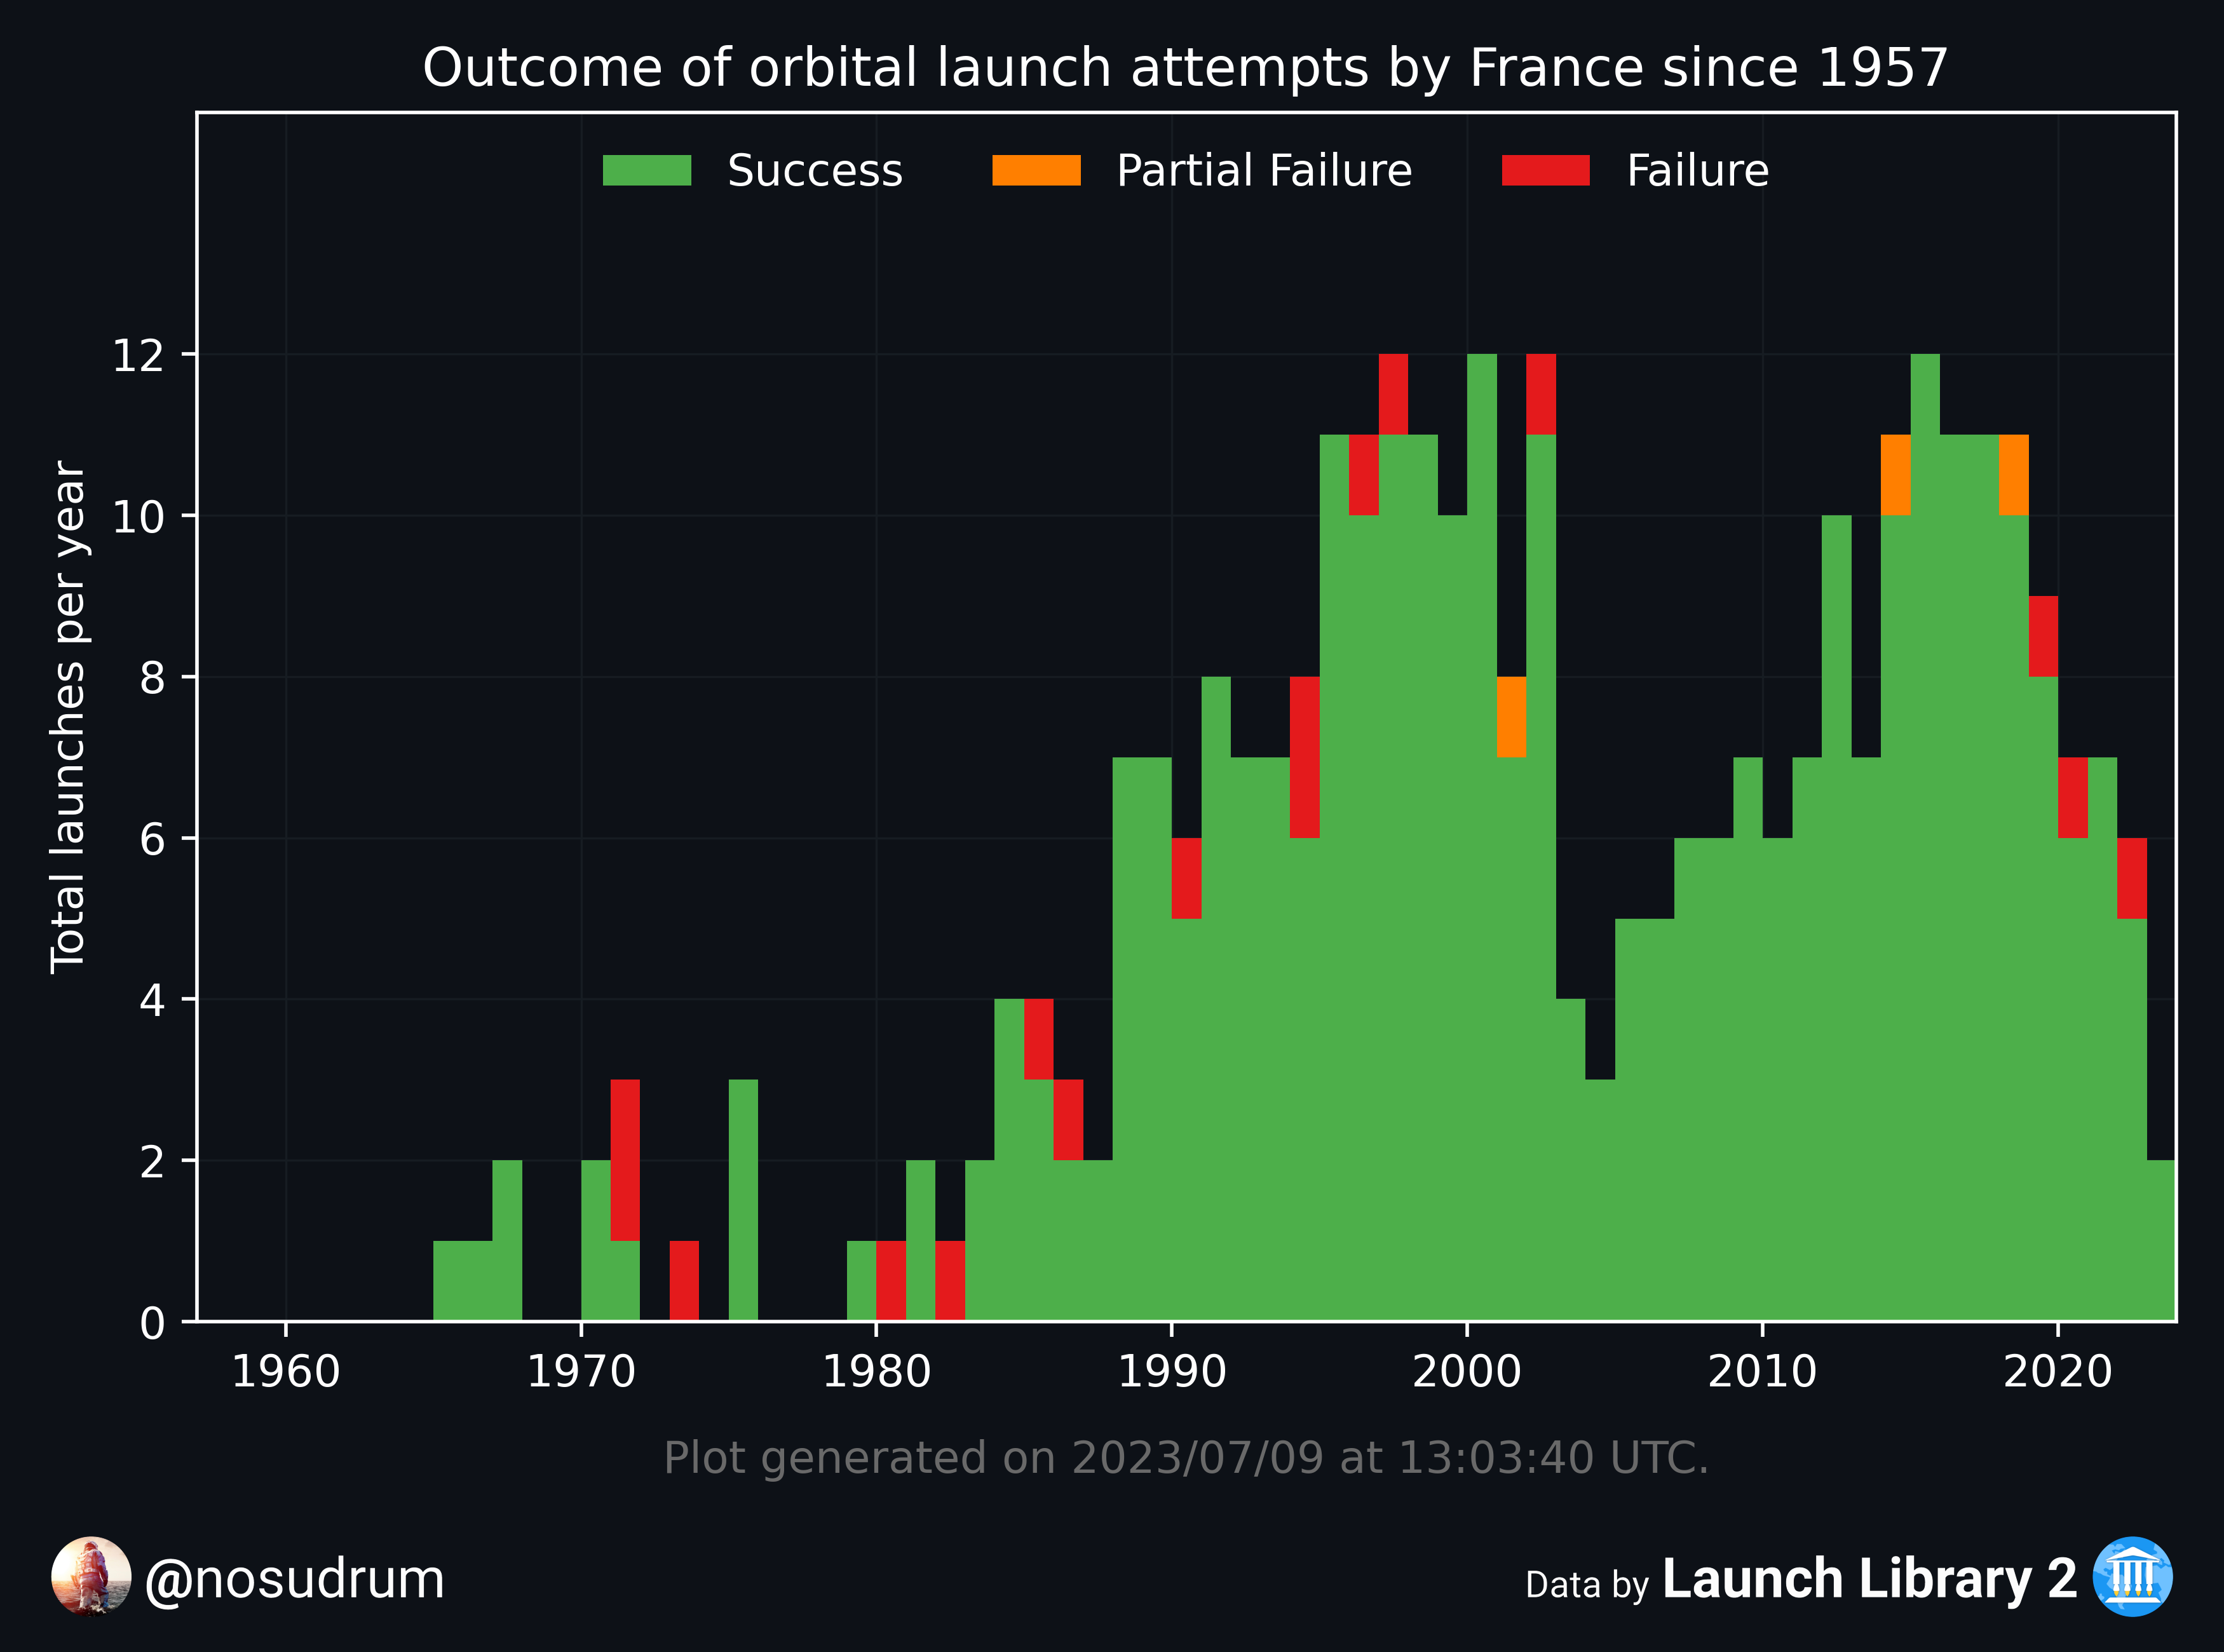 Outcome of orbital launch attempts by France since 1957
Success Partial Failure Failure
Total launches per year
12
10
8
6
4
2
0
1960 1970 1980 1990 2000 2010 2020
Plot generated on 2023/07/09 at 13:03:40 UTC.
@nosudrum
Data by Launch Library 2